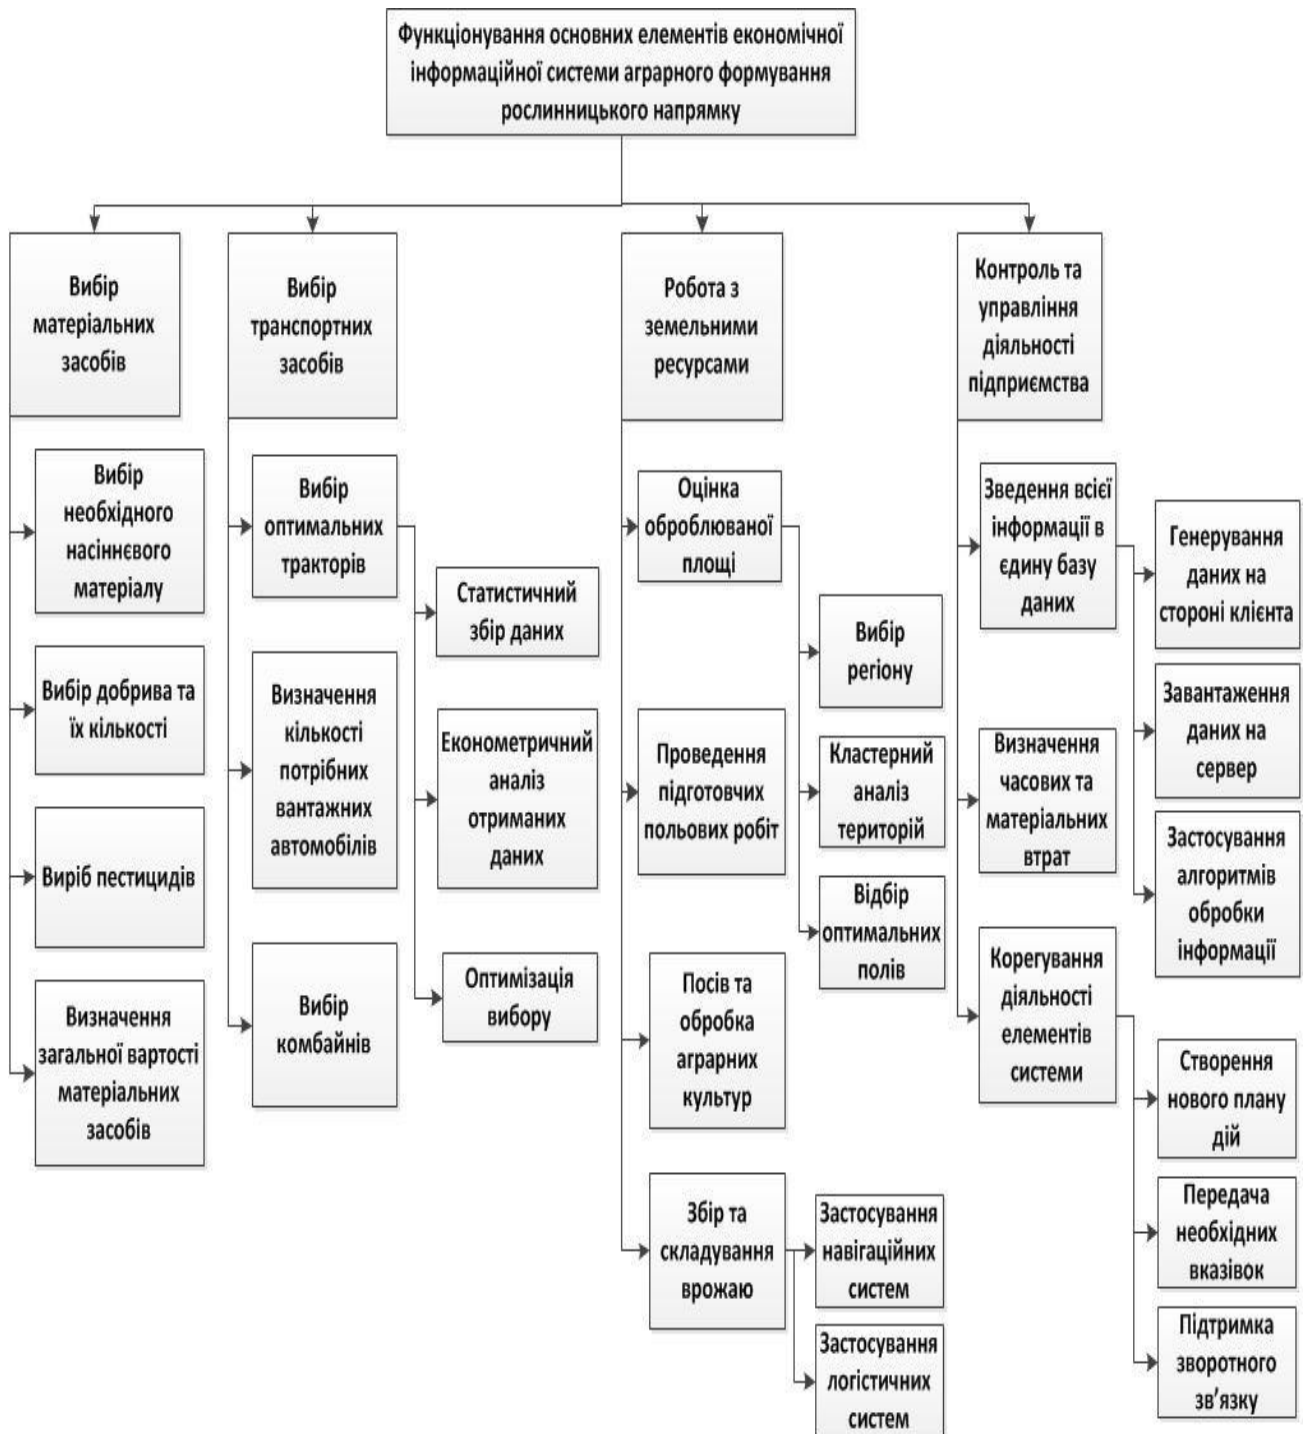 Функціонування основних елементів економічної
інформаційної системи аграрного формування
рослинницького напрямку
Вибір
матеріальних
засобів
Вибір
необхідного
насіннєвого
матеріалу
Вибір добрива та
їх кількості
Виріб пестицидів
Визначення
загальної вартості
матеріальних
засобів
Вибір
транспортних
засобів
Вибір
оптимальних
тракторів
Статистичний
збір даних
Економетричний
аналіз
отриманих
даних
Оптимізація
вибору
Визначення
кількості
потрібних
вантажних
автомобілів
Вибір
комбайнів
Робота з
земельними
ресурсами
Оцінка
оброблюваної
площі
Вибір
регіону
Кластерний
аналіз
територій
Відбір
оптимальних
полів
Проведення
підготовчих
польових робіт
Посів та
обробка
аграрних
культур
Збір та
складування
врожаю
Застосування
навігаційних
систем
Застосування
логістичних
систем
Контроль та
управління
діяльності
підприємства
Зведення всієї
інформації в
єдину базу
даних
Генерування
даних на
стороні клієнта
Завантаження
даних на
сервер
Застосування
алгоритмів
обробки
інформації
Визначення
часових та
матеріальних
втрат
Корегування
діяльності
елементів
системи
Створення
нового плану
дій
Передача
необхідних
вказівок
Підтримка
зворотного
зв’язку